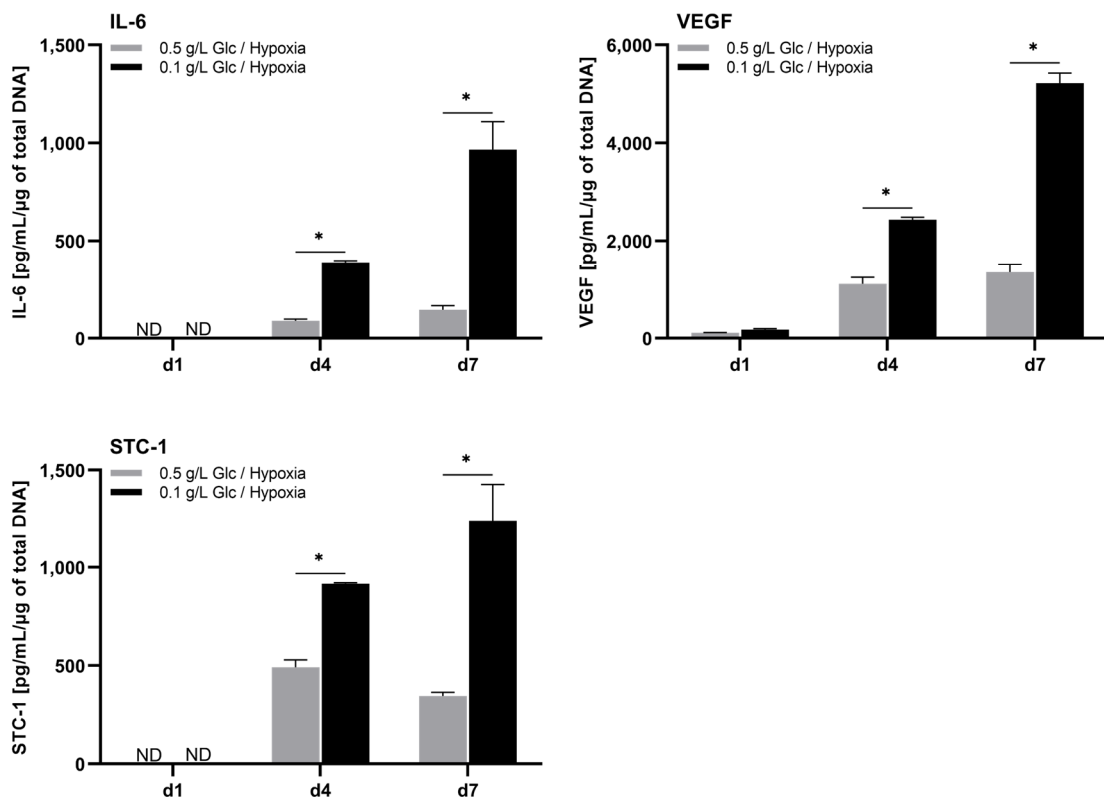 IL-6
IL-6 [pg/mL/µg of total DNA]
0.5 g/L Glc / Hypoxia
0.1 g/L Glc / Hypoxia
1,500
1,000
500
0
*
*
ND ND
d1 d4 d7
VEGF
VEGF [pg/mL/µg of total DNA]
0.5 g/L Glc / Hypoxia
0.1 g/L Glc / Hypoxia
6,000
4,000
2,000
0
*
*
d1 d4 d7
STC-1
STC-1 [pg/mL/µg of total DNA]
0.5 g/L Glc / Hypoxia
0.1 g/L Glc / Hypoxia
1,500
1,000
500
0
*
*
ND ND
d1 d4 d7